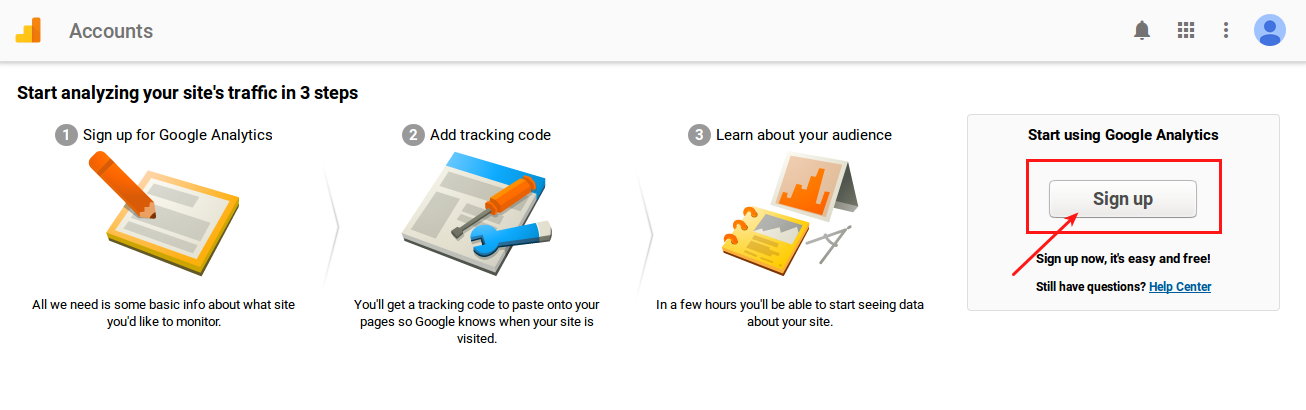 Accounts
Start analyzing your site's traffic in 3 steps
1 Sign up for Google Analytics
All we need is some basic info about what site
you'd like to monitor.
2 Add tracking code
You'll get a tracking code to paste onto your
pages so Google knows when your site is
visited.
3 Learn about your audience
In a few hours you'll be able to start seeing data
about your site.
Start using Google Analytics
Sign up
Sign up now, it's easy and free!
Still have questions? Help Center